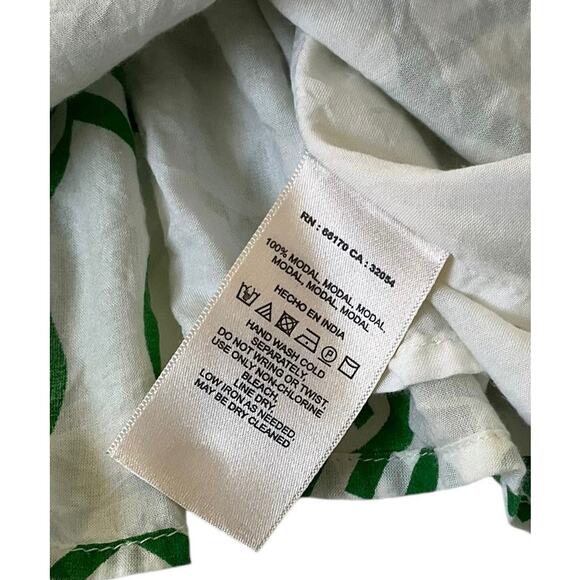 RN : 66170 CA : 32054
100% MODAL, MODAL, MODAL,
MODAL, MODAL, MODAL
HECHO EN INDIA
HAND WASH COLD
SEPARATELY
DO NOT WRING OR TWIST,
USE ONLY NON-CHLORINE
BLEACH,
LINE DRY,
LOW IRON AS NEEDED,
MAY BE DRY CLEANED